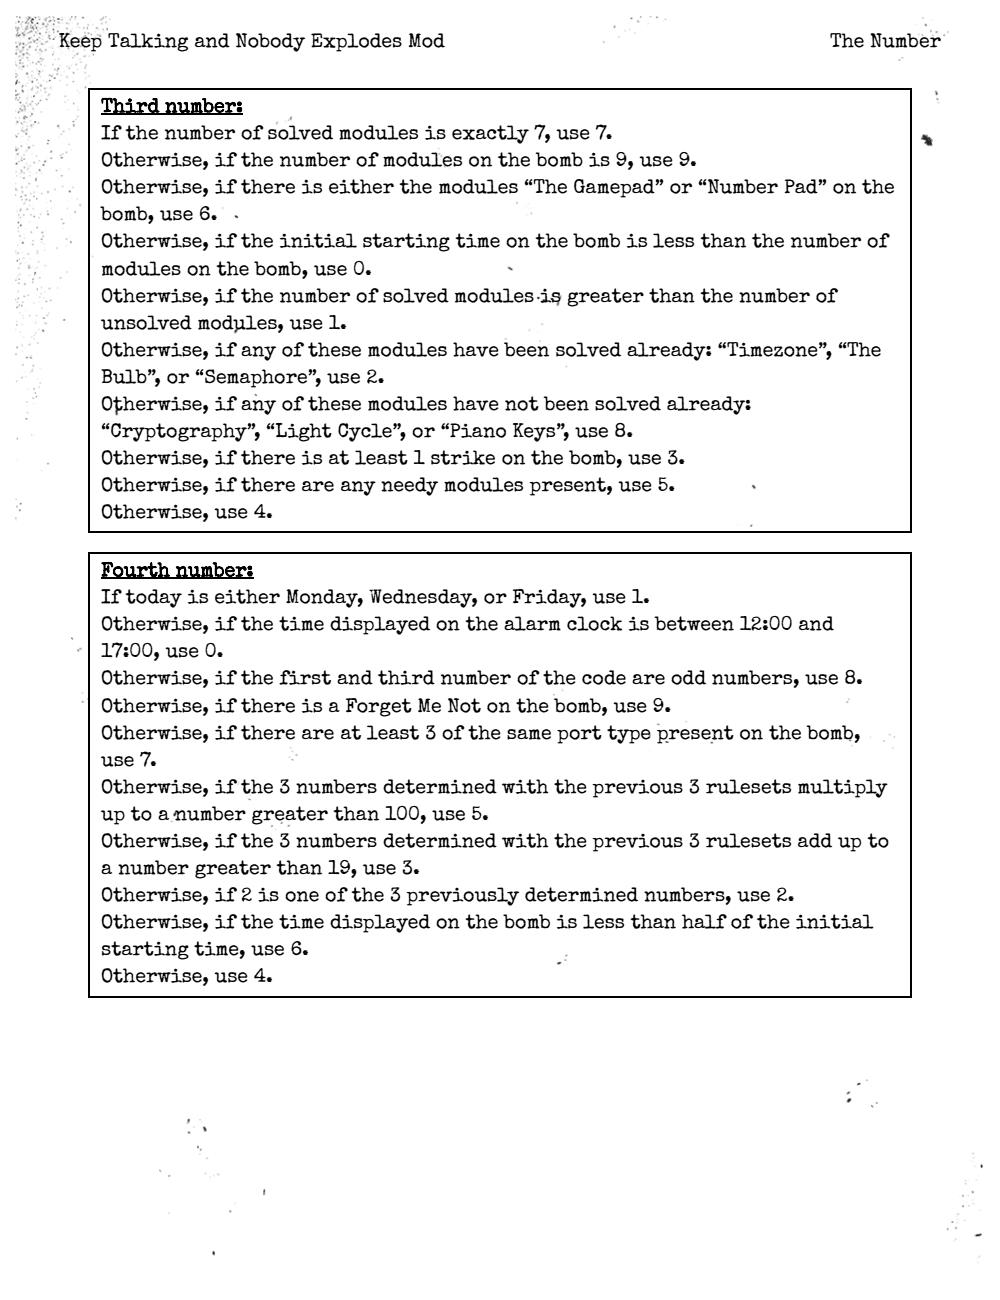 Keep Talking and Nobody Explodes Mod
The Number
Third number:
If the number of solved modules is exactly 7, use 7.
Otherwise, if the number of modules on the bomb is 9, use 9.
Otherwise, if there is either the modules “The Gamepad” or “Number Pad” on the
bomb, use 6.
Otherwise, if the initial starting time on the bomb is less than the number of
modules on the bomb, use 0.
Otherwise, if the number of solved modules is greater than the number of
unsolved modules, use 1.
Otherwise, if any of these modules have been solved already: “Timezone”, “The
Bulb”, or “Semaphore”, use 2.
Otherwise, if any of these modules have not been solved already:
“Cryptography”, “Light Cycle”, or “Piano Keys”, use 8.
Otherwise, if there is at least 1 strike on the bomb, use 3.
Otherwise, if there are any needy modules present, use 5.
Otherwise, use 4.
Fourth number:
If today is either Monday, Wednesday, or Friday, use 1.
Otherwise, if the time displayed on the alarm clock is between 12:00 and
17:00, use 0.
Otherwise, if the first and third number of the code are odd numbers, use 8.
Otherwise, if there is a Forget Me Not on the bomb, use 9.
Otherwise, if there are at least 3 of the same port type present on the bomb,
use 7.
Otherwise, if the 3 numbers determined with the previous 3 rulesets multiply
up to a number greater than 100, use 5.
Otherwise, if the 3 numbers determined with the previous 3 rulesets add up to
a number greater than 19, use 3.
Otherwise, if 2 is one of the 3 previously determined numbers, use 2.
Otherwise, if the time displayed on the bomb is less than half of the initial
starting time, use 6.
Otherwise, use 4.